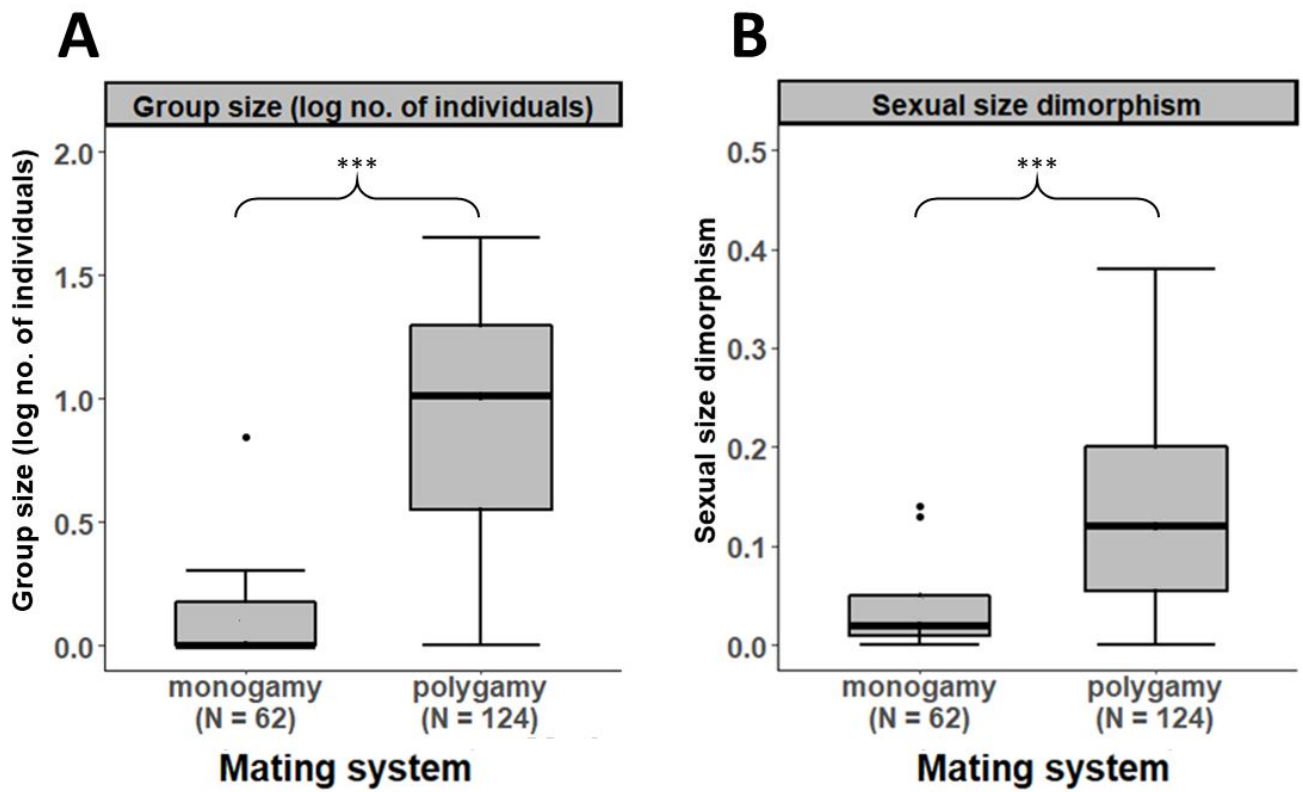 A
Group size (log no. of individuals)
Group size (log no. of individuals)
2.0
1.5
1.0
0.5
0.0
***
monogamy
(N = 62)
polygamy
(N = 124)
Mating system
B
Sexual size dimorphism
Sexual size dimorphism
0.5
0.4
0.3
0.2
0.1
0.0
***
monogamy
(N = 62)
polygamy
(N = 124)
Mating system